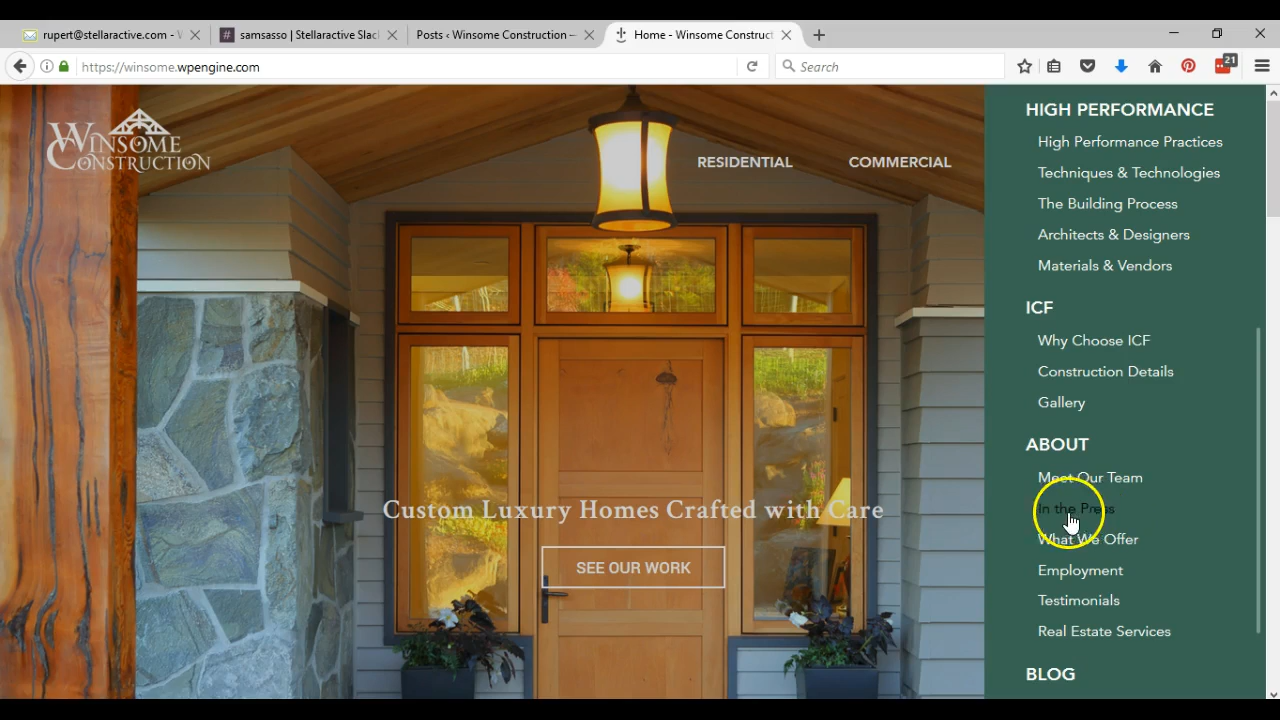 rupert@stellaractive.com - W
samsasso | Stellaractive Slac
Posts ‹ Winsome Construction —
Home - Winsome Construct
https://winsome.wpengine.com
Search
21
WINSOME
CONSTRUCTION
RESIDENTIAL
COMMERCIAL
Custom Luxury Homes Crafted with Care
SEE OUR WORK
HIGH PERFORMANCE
High Performance Practices
Techniques & Technologies
The Building Process
Architects & Designers
Materials & Vendors
ICF
Why Choose ICF
Construction Details
Gallery
ABOUT
Meet Our Team
In the Press
What We Offer
Employment
Testimonials
Real Estate Services
BLOG